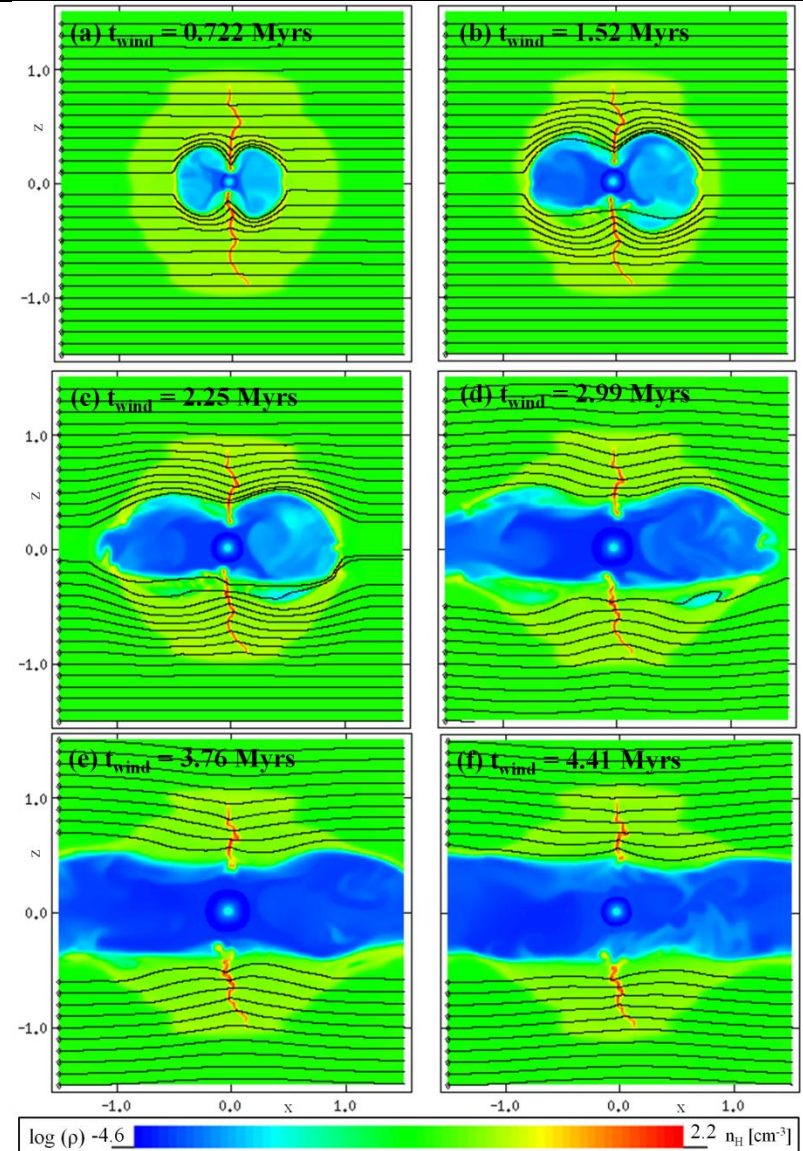 (a) t_wind = 0.722 Myrs
(b) t_wind = 1.52 Myrs
1.0
z
0.0
-1.0
(c) t_wind = 2.25 Myrs
(d) t_wind = 2.99 Myrs
1.0
z
0.0
-1.0
(e) t_wind = 3.76 Myrs
(f) t_wind = 4.41 Myrs
1.0
z
0.0
-1.0
-1.0 0.0 x 1.0
-1.0 0.0 x 1.0
log (ρ) -4.6 2.2 n_H [cm⁻³]